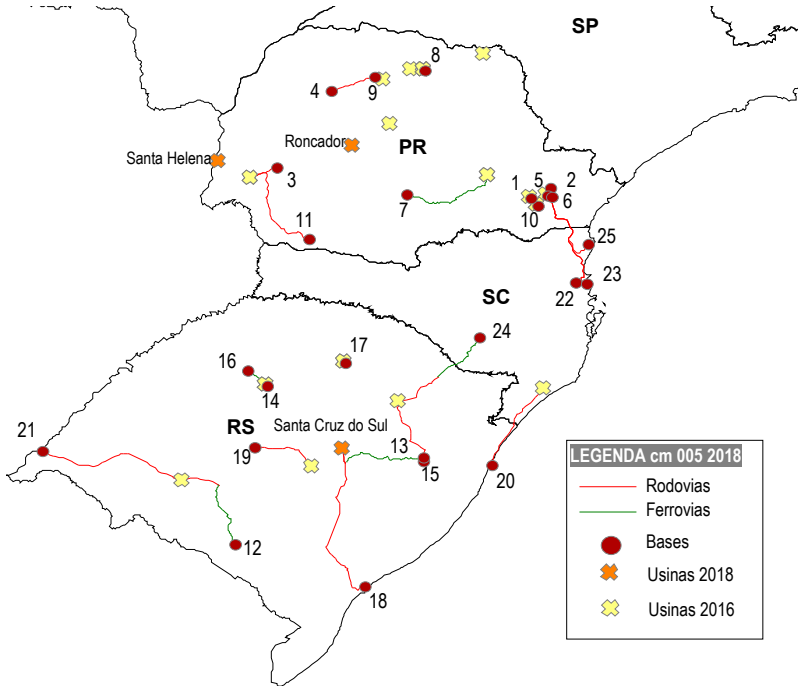 SP
8
4
9
Roncador
PR
Santa Helena
3
1
5
2
6
7
10
11
25
22
23
SC
24
17
16
14
Santa Cruz do Sul
21
RS
13
19
15
20
12
18
LEGENDA cm 005 2018
Rodovias
Ferrovias
Bases
Usinas 2018
Usinas 2016